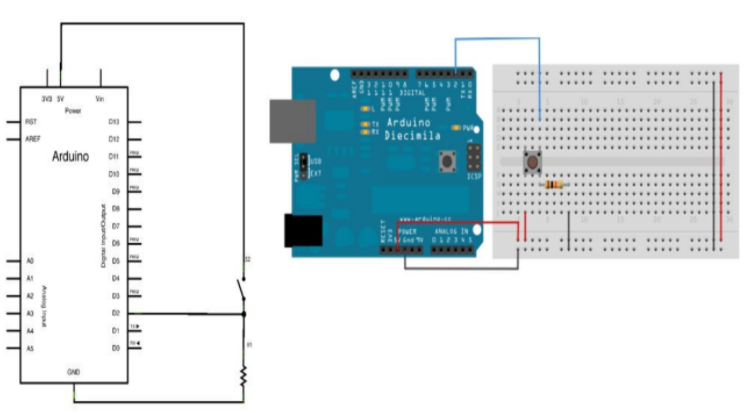 3V3 5V Vin
Power
RST
AREF
Arduino
D13
D12
D11
D10
D9
D8
D7
D6
D5
D4
D3
D2
D1
D0
PWM
PWM
PWM
PWM
PWM
PWM
TX
Digital Input/Output
A0
A1
A2
A3
A4
A5
Analog Input
GND
S2
R1
AREF
GND
13
12
11
10
9
8
7
6
5
4
3
2
TX
RX
DIGITAL
PWM
PWM
PWM
PWM
PWM
PWM
L
TX
RX
Arduino
Diecimila
PWR
ICSP
PWR SEL
USB
EXT
www.arduino.cc
RESET
3V3
POWER
5V Gnd 9V
ANALOG IN
0 1 2 3 4 5